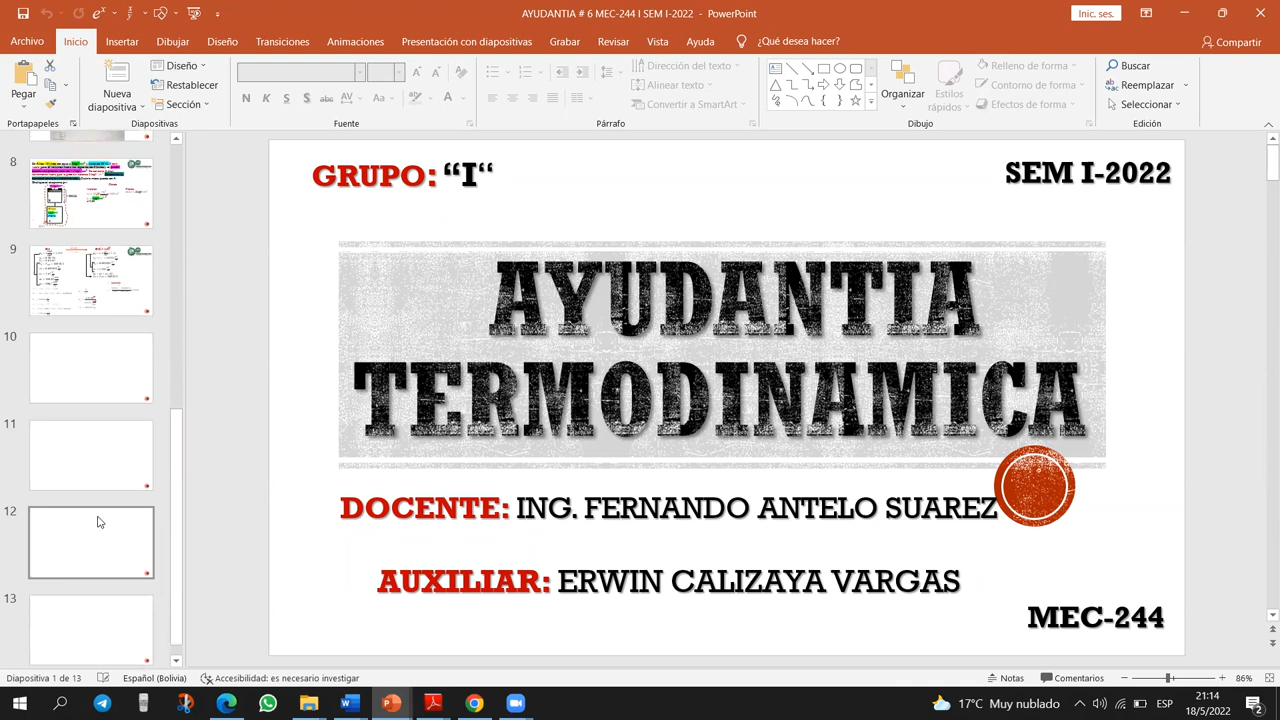 AYUDANTIA # 6 MEC-244 I SEM I-2022 - PowerPoint
Inic. ses.
Archivo Inicio Insertar Dibujar Diseño Transiciones Animaciones Presentación con diapositivas Grabar Revisar Vista Ayuda ¿Qué desea hacer? Compartir
Pegar
Nueva diapositiva
Diseño
Restablecer
Sección
N K S S abc AV Aa A
Dirección del texto
Alinear texto
Convertir a SmartArt
Organizar
Estilos rápidos
Relleno de forma
Contorno de forma
Efectos de forma
Buscar
Reemplazar
Seleccionar
Portapapeles Diapositivas Fuente Párrafo Dibujo Edición
8
9
10
11
12
13
GRUPO: “I“
SEM I-2022
AYUDANTIA
TERMODINAMICA
DOCENTE: ING. FERNANDO ANTELO SUAREZ
AUXILIAR: ERWIN CALIZAYA VARGAS
MEC-244
Diapositiva 1 de 13 Español (Bolivia) Accesibilidad: es necesario investigar Notas Comentarios 86%
17°C Muy nublado ESP 21:14
18/5/2022
2